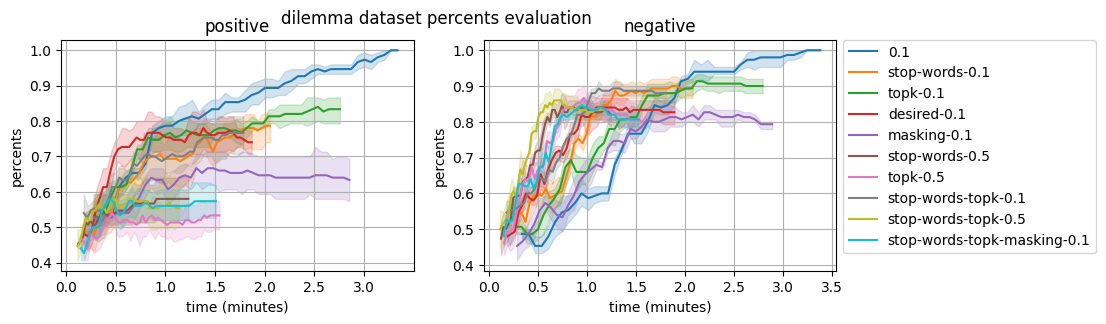 dilemma dataset percents evaluation
positive
negative
1.0
0.9
0.8
0.7
0.6
0.5
0.4
percents
0.0 0.5 1.0 1.5 2.0 2.5 3.0
time (minutes)
1.0
0.9
0.8
0.7
0.6
0.5
0.4
percents
0.0 0.5 1.0 1.5 2.0 2.5 3.0 3.5
time (minutes)
0.1
stop-words-0.1
topk-0.1
desired-0.1
masking-0.1
stop-words-0.5
topk-0.5
stop-words-topk-0.1
stop-words-topk-0.5
stop-words-topk-masking-0.1